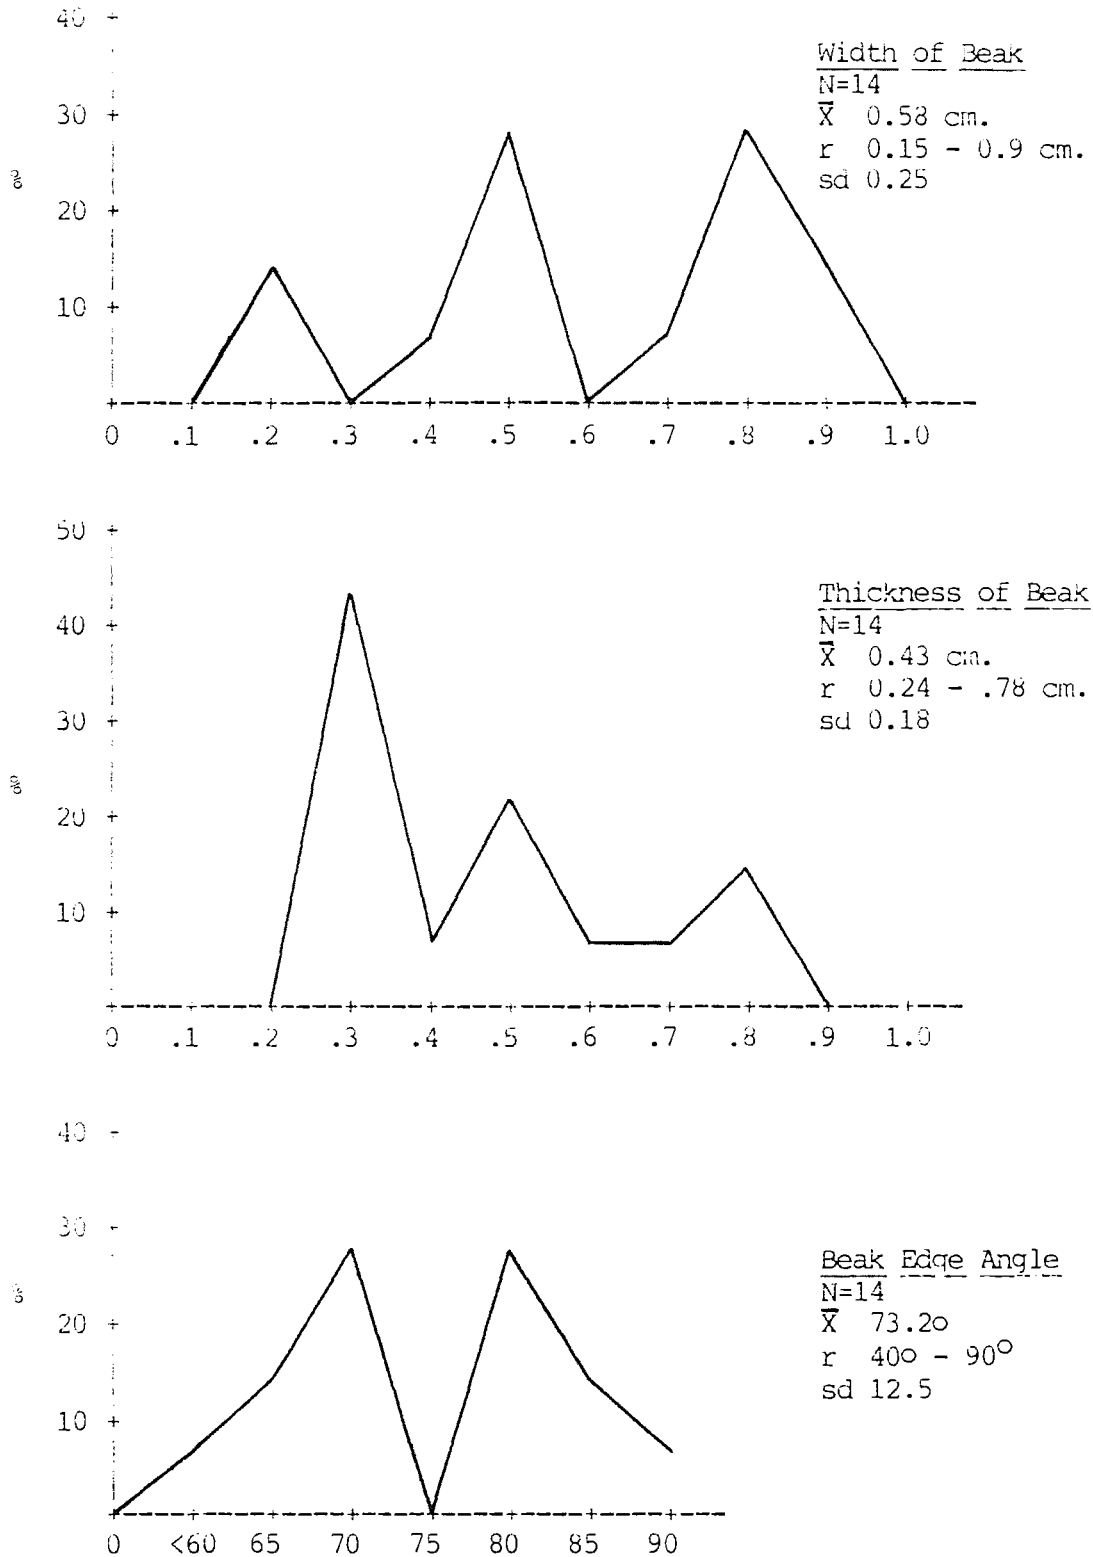 40
30
%
20
10
0 .1 .2 .3 .4 .5 .6 .7 .8 .9 1.0
Width of Beak
N=14
X̄ 0.58 cm.
r 0.15 - 0.9 cm.
sd 0.25
50
40
30
%
20
10
0 .1 .2 .3 .4 .5 .6 .7 .8 .9 1.0
Thickness of Beak
N=14
X̄ 0.43 cm.
r 0.24 - .78 cm.
sd 0.18
40
30
%
20
10
0 <60 65 70 75 80 85 90
Beak Edge Angle
N=14
X̄ 73.2o
r 40o - 90o
sd 12.5